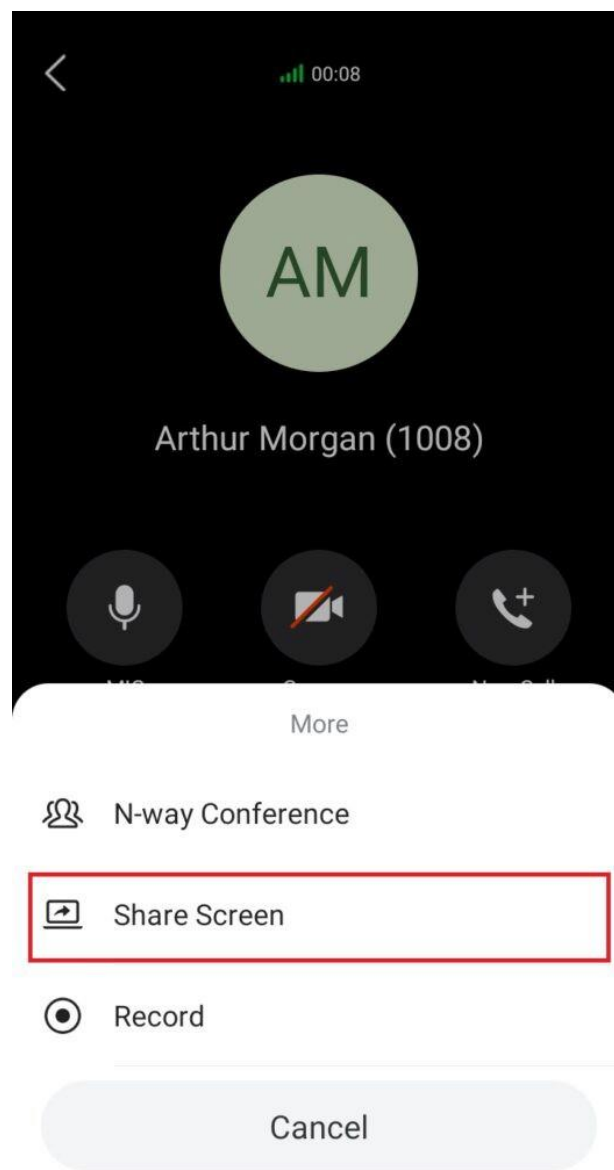 00:08
AM
Arthur Morgan (1008)
More
N-way Conference
Share Screen
Record
Cancel